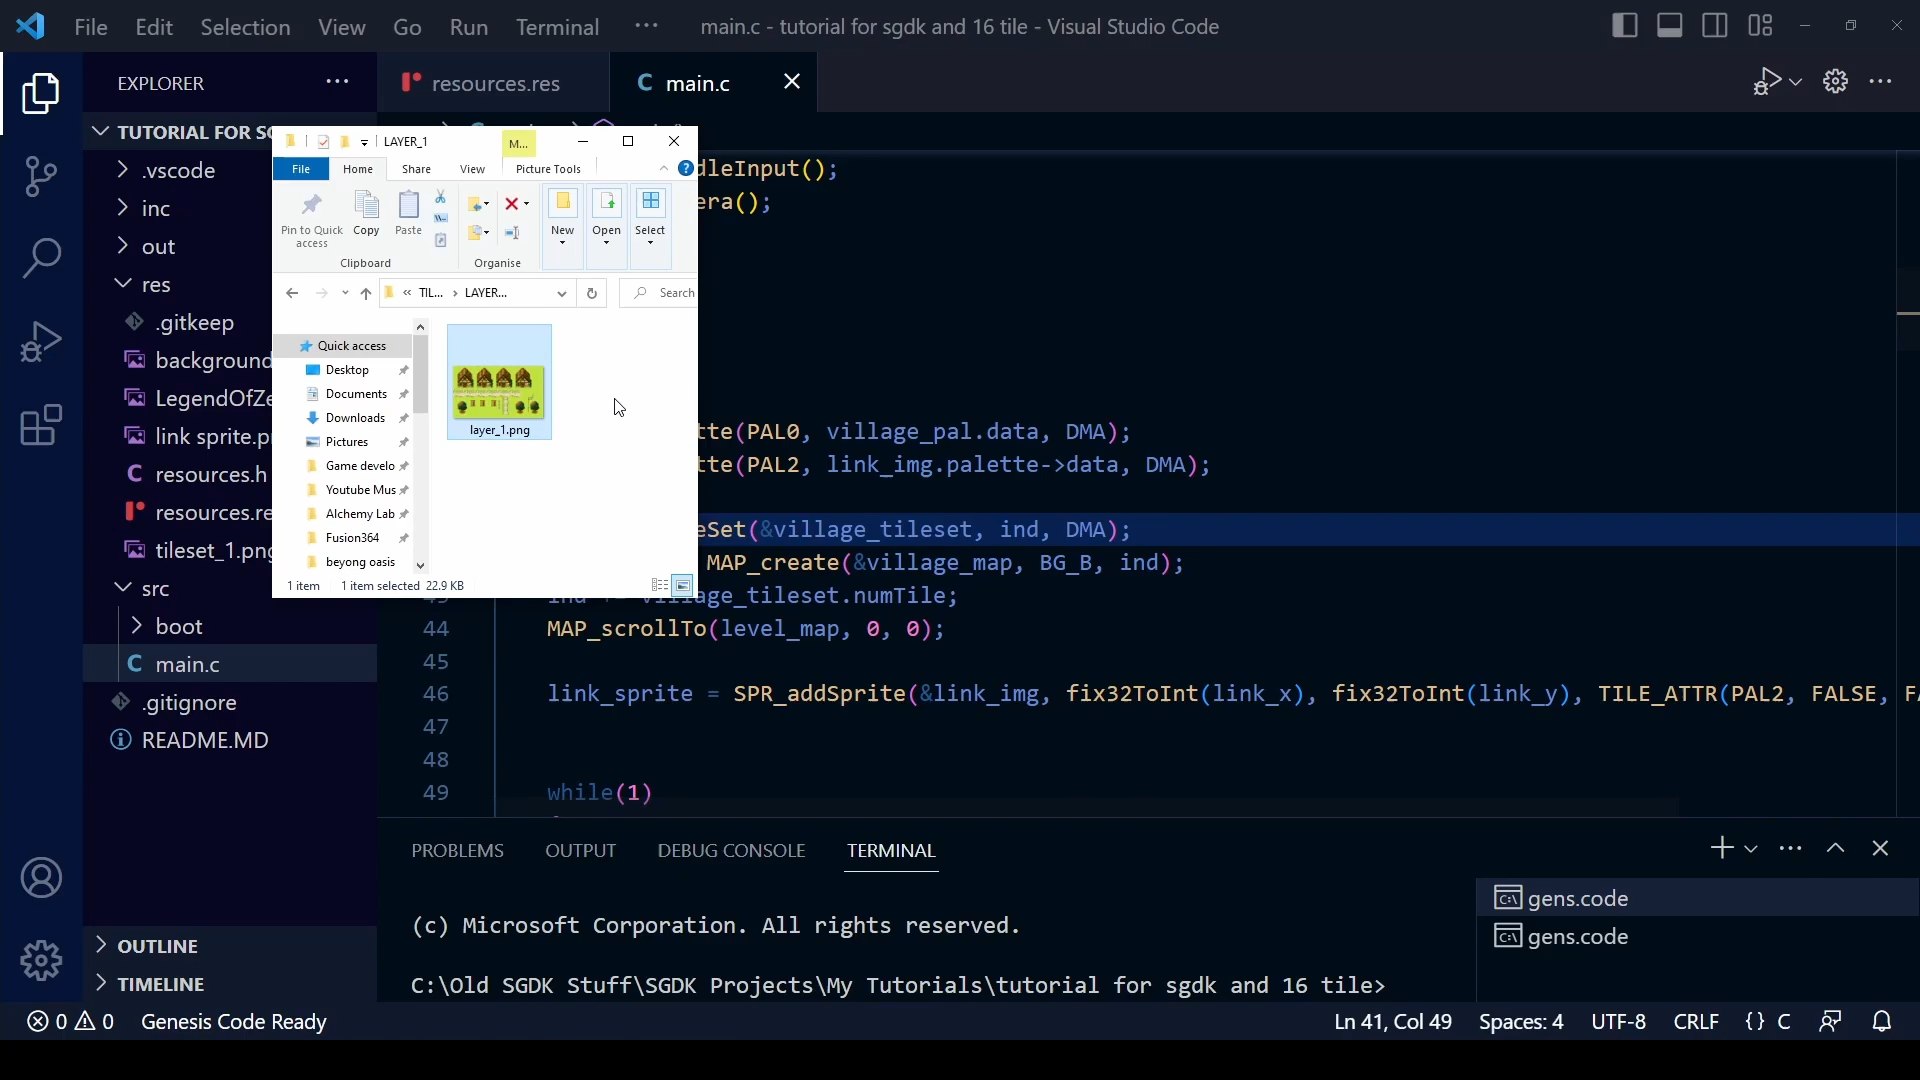 File Edit Selection View Go Run Terminal ··· main.c - tutorial for sgdk and 16 tile - Visual Studio Code
EXPLORER ···
resources.res
C main.c
TUTORIAL FOR SG
.vscode
inc
out
res
.gitkeep
background
LegendOfZe
link sprite.p
C resources.h
resources.re
tileset_1.png
src
boot
C main.c
.gitignore
README.MD
OUTLINE
TIMELINE
LAYER_1
M...
File Home Share View Picture Tools
Pin to Quick access
Copy
Paste
New
Open
Select
Clipboard
Organise
« TIL... › LAYER...
Search
Quick access
Desktop
Documents
Downloads
Pictures
Game develo
Youtube Mus
Alchemy Lab
Fusion364
beyong oasis
layer_1.png
1 item 1 item selected 22.9 KB
dleInput();
era();
tte(PAL0, village_pal.data, DMA);
tte(PAL2, link_img.palette->data, DMA);
eSet(&village_tileset, ind, DMA);
MAP_create(&village_map, BG_B, ind);
ind += village_tileset.numTile;
44 MAP_scrollTo(level_map, 0, 0);
45
46 link_sprite = SPR_addSprite(&link_img, fix32ToInt(link_x), fix32ToInt(link_y), TILE_ATTR(PAL2, FALSE, FA
47
48
49 while(1)
PROBLEMS OUTPUT DEBUG CONSOLE TERMINAL
(c) Microsoft Corporation. All rights reserved.
C:\Old SGDK Stuff\SGDK Projects\My Tutorials\tutorial for sgdk and 16 tile>
gens.code
gens.code
0 0 Genesis Code Ready
Ln 41, Col 49 Spaces: 4 UTF-8 CRLF {} C